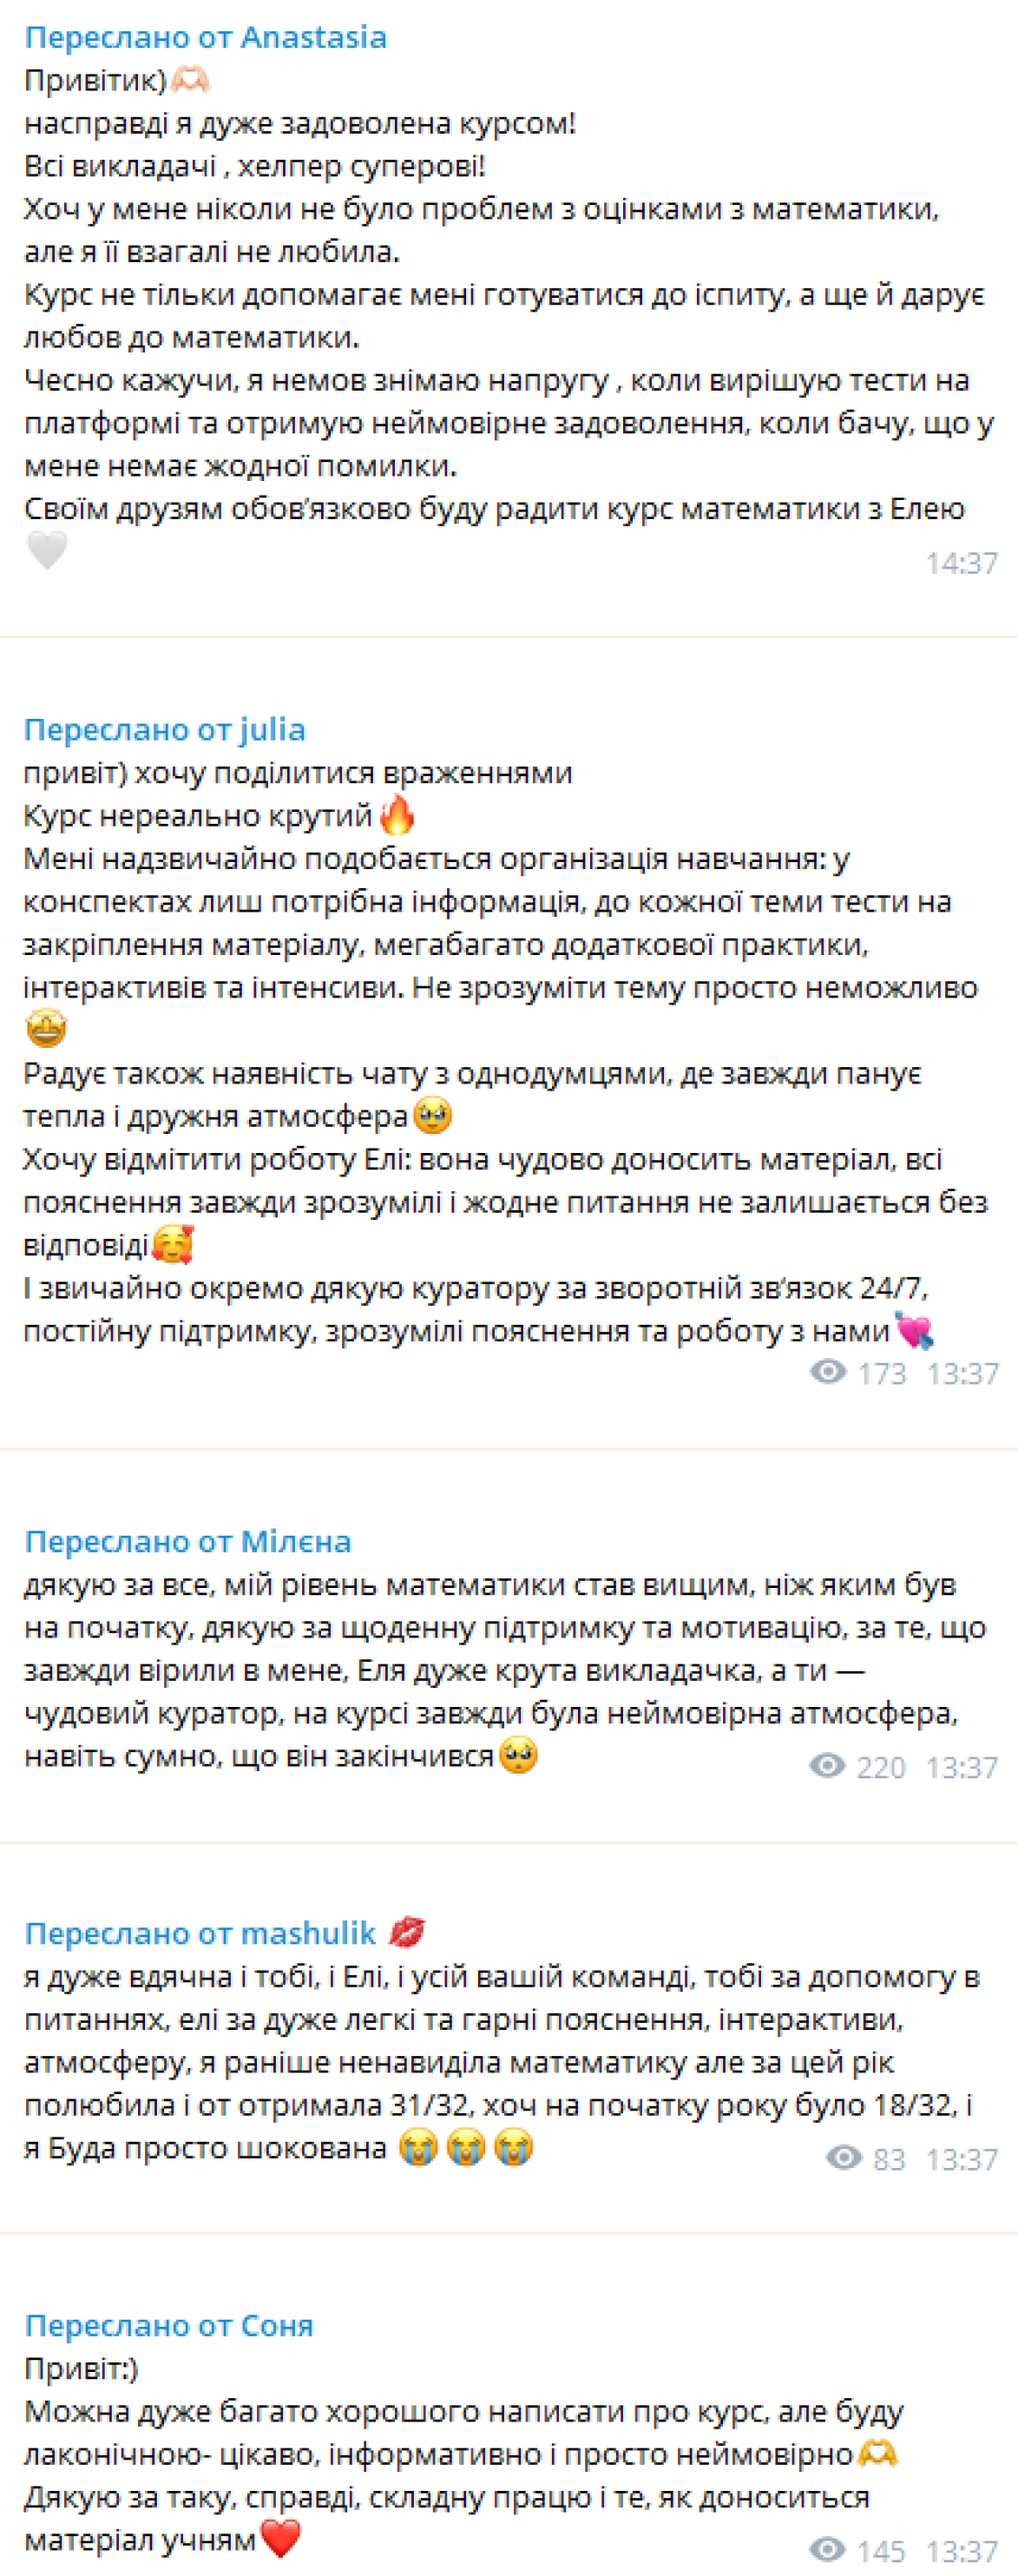 Переслано от Anastasia
Привітик)🫶🏻
насправді я дуже задоволена курсом!
Всі викладачі , хелпер суперові!
Хоч у мене ніколи не було проблем з оцінками з математики,
але я її взагалі не любила.
Курс не тільки допомагає мені готуватися до іспиту, а ще й дарує
любов до математики.
Чесно кажучи, я немов знімаю напругу , коли вирішую тести на
платформі та отримую неймовірне задоволення, коли бачу, що у
мене немає жодної помилки.
Своїм друзям обов'язково буду радити курс математики з Елею
🤍 14:37
Переслано от julia
привіт) хочу поділитися враженнями
Курс нереально крутий🔥
Мені надзвичайно подобається організація навчання: у
конспектах лиш потрібна інформація, до кожної теми тести на
закріплення матеріалу, мегабагато додаткової практики,
інтерактивів та інтенсиви. Не зрозуміти тему просто неможливо
🤩
Радує також наявність чату з однодумцями, де завжди панує
тепла і дружня атмосфера🥹
Хочу відмітити роботу Елі: вона чудово доносить матеріал, всі
пояснення завжди зрозумілі і жодне питання не залишається без
відповіді🥰
І звичайно окремо дякую куратору за зворотній зв'язок 24/7,
постійну підтримку, зрозумілі пояснення та роботу з нами💘
173 13:37
Переслано от Мілєна
дякую за все, мій рівень математики став вищим, ніж яким був
на початку, дякую за щоденну підтримку та мотивацію, за те, що
завжди вірили в мене, Еля дуже крута викладачка, а ти —
чудовий куратор, на курсі завжди була неймовірна атмосфера,
навіть сумно, що він закінчився🥺 220 13:37
Переслано от mashulik 💋
я дуже вдячна і тобі, і Елі, і усій вашій команді, тобі за допомогу в
питаннях, елі за дуже легкі та гарні пояснення, інтерактиви,
атмосферу, я раніше ненавиділа математику але за цей рік
полюбила і от отримала 31/32, хоч на початку року було 18/32, і
я Буда просто шокована 😭😭😭 83 13:37
Переслано от Соня
Привіт:)
Можна дуже багато хорошого написати про курс, але буду
лаконічною- цікаво, інформативно і просто неймовірно🫶
Дякую за таку, справді, складну працю і те, як доноситься
матеріал учням❤️ 145 13:37